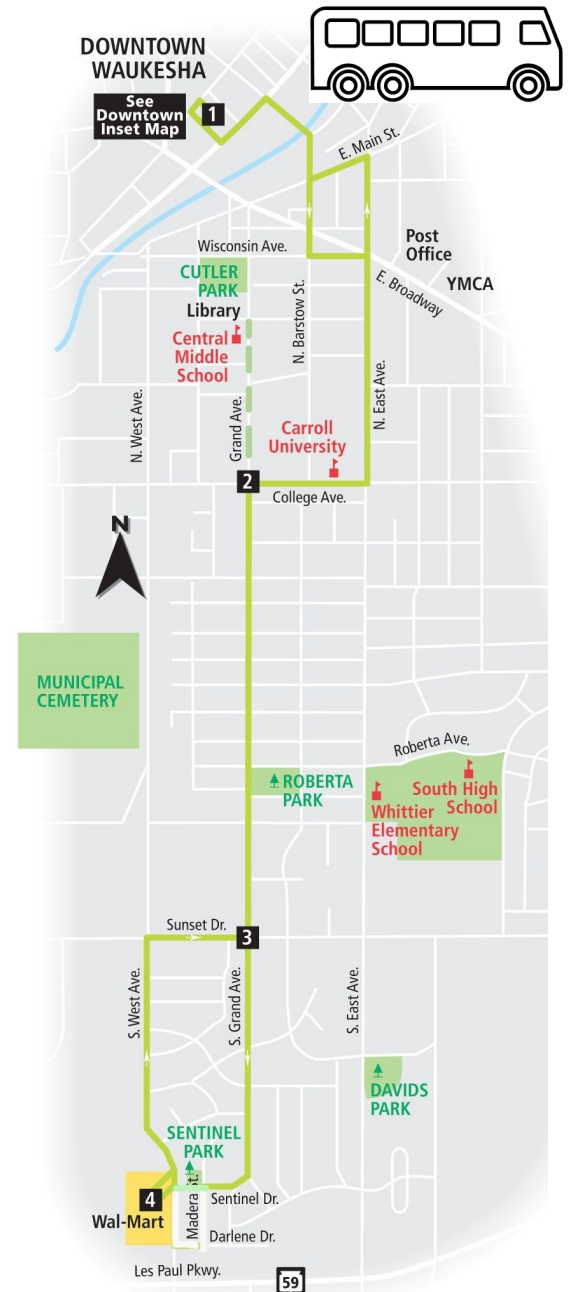 DOWNTOWN
WAUKESHA
See
Downtown
Inset Map
1
E. Main St.
Wisconsin Ave.
Post
Office
CUTLER
PARK
E. Broadway
YMCA
Library
N. Barstow St.
Central
Middle
School
N. West Ave.
Grand Ave.
N. East Ave.
Carroll
University
2
College Ave.
N
MUNICIPAL
CEMETERY
Roberta Ave.
ROBERTA
PARK
South High
School
Whittier
Elementary
School
Sunset Dr.
3
S. West Ave.
S. Grand Ave.
S. East Ave.
DAVIDS
PARK
SENTINEL
PARK
4
Wal-Mart
Madera St.
Sentinel Dr.
Darlene Dr.
Les Paul Pkwy.
59